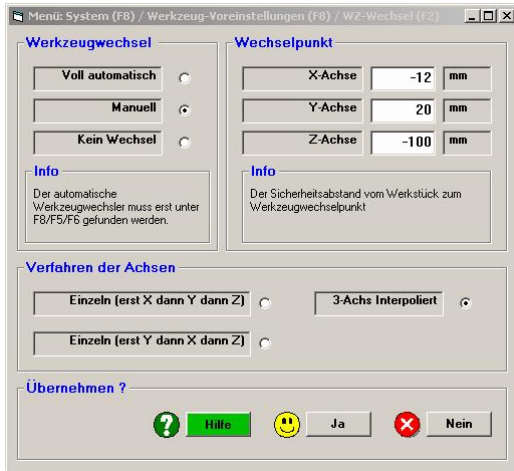 Menü: System (F8) / Werkzeug-Voreinstellungen (F8) / WZ-Wechsel (F2)
Werkzeugwechsel
Voll automatisch
Manuell
Kein Wechsel
Info
Der automatische
Werkzeugwechsler muss erst unter
F8/F5/F6 gefunden werden.
Wechselpunkt
X-Achse -12 mm
Y-Achse 20 mm
Z-Achse -100 mm
Info
Der Sicherheitsabstand vom Werkstück zum
Werkzeugwechselpunkt
Verfahren der Achsen
Einzeln (erst X dann Y dann Z) 3-Achs Interpoliert
Einzeln (erst Y dann X dann Z)
Übernehmen ?
Hilfe Ja Nein